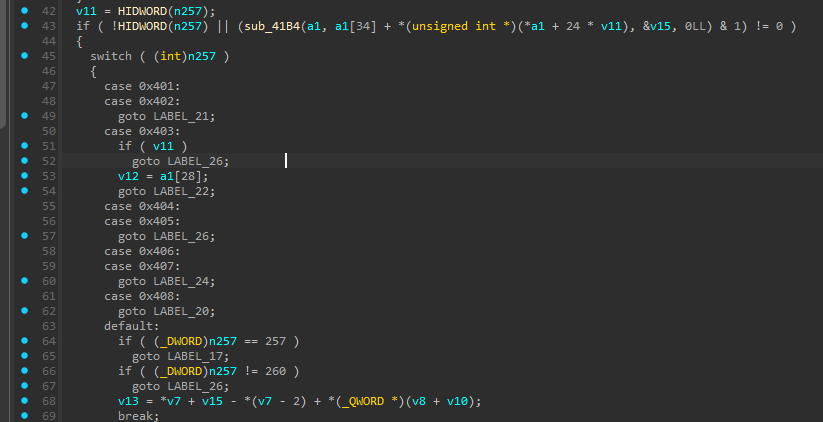 42 v11 = HIDWORD(n257);
43 if ( !HIDWORD(n257) || (sub_41B4(a1, a1[34] + *(unsigned int *)(*a1 + 24 * v11), &v15, 0LL) & 1) != 0 )
44 {
45 switch ( (int)n257 )
46 {
47 case 0x401:
48 case 0x402:
49 goto LABEL_21;
50 case 0x403:
51 if ( v11 )
52 goto LABEL_26;
53 v12 = a1[28];
54 goto LABEL_22;
55 case 0x404:
56 case 0x405:
57 goto LABEL_26;
58 case 0x406:
59 case 0x407:
60 goto LABEL_24;
61 case 0x408:
62 goto LABEL_20;
63 default:
64 if ( (_DWORD)n257 == 257 )
65 goto LABEL_17;
66 if ( (_DWORD)n257 != 260 )
67 goto LABEL_26;
68 v13 = *v7 + v15 - *(v7 - 2) + *(_QWORD *)(v8 + v10);
69 break;